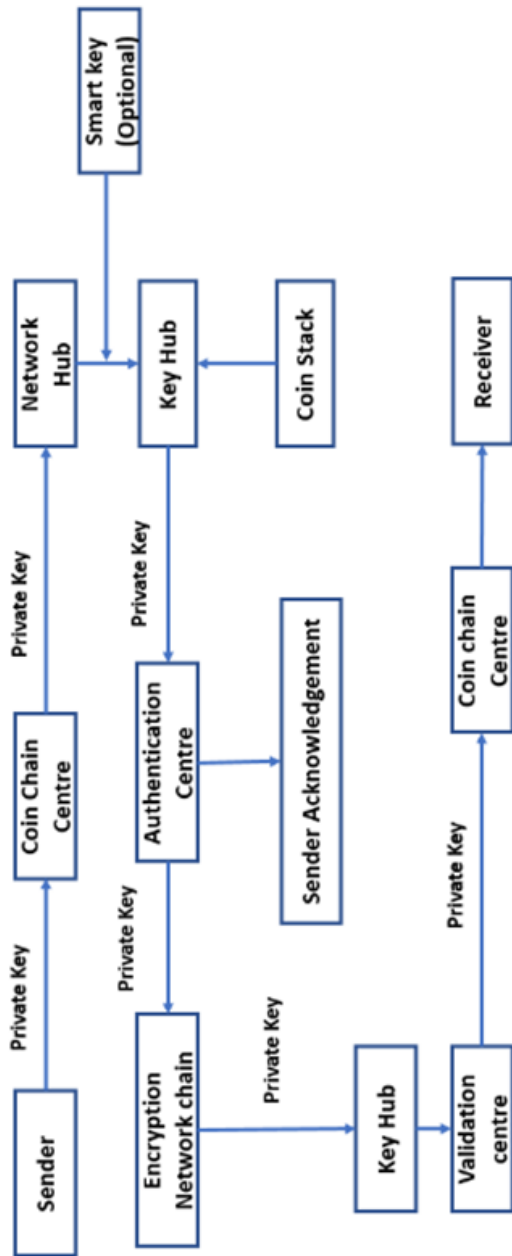 Sender
Private Key
Coin Chain
Centre
Private Key
Network
Hub
Smart key
(Optional)
Key Hub
Coin Stack
Private Key
Authentication
Centre
Sender Acknowledgement
Private Key
Encryption
Network chain
Private Key
Key Hub
Validation
centre
Private Key
Coin chain
Centre
Receiver